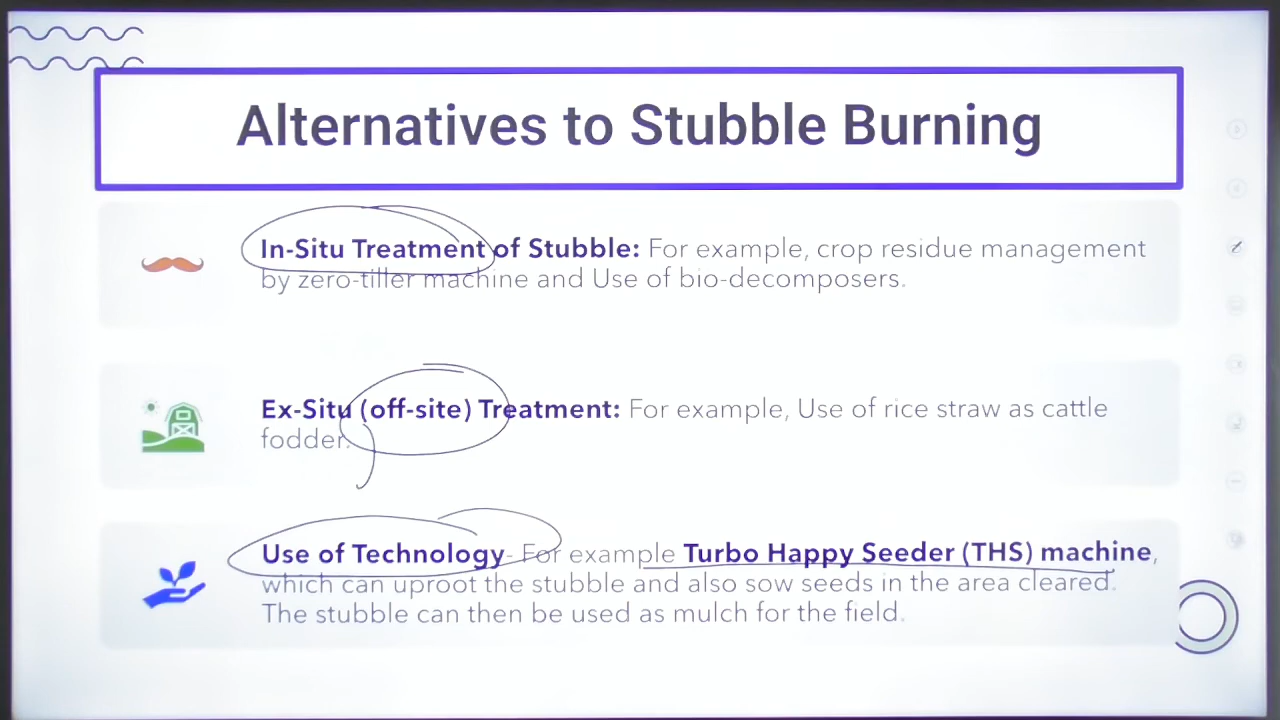 Alternatives to Stubble Burning
In-Situ Treatment of Stubble: For example, crop residue management
by zero-tiller machine and Use of bio-decomposers.
Ex-Situ (off-site) Treatment: For example, Use of rice straw as cattle
fodder.
Use of Technology- For example Turbo Happy Seeder (THS) machine,
which can uproot the stubble and also sow seeds in the area cleared.
The stubble can then be used as mulch for the field.